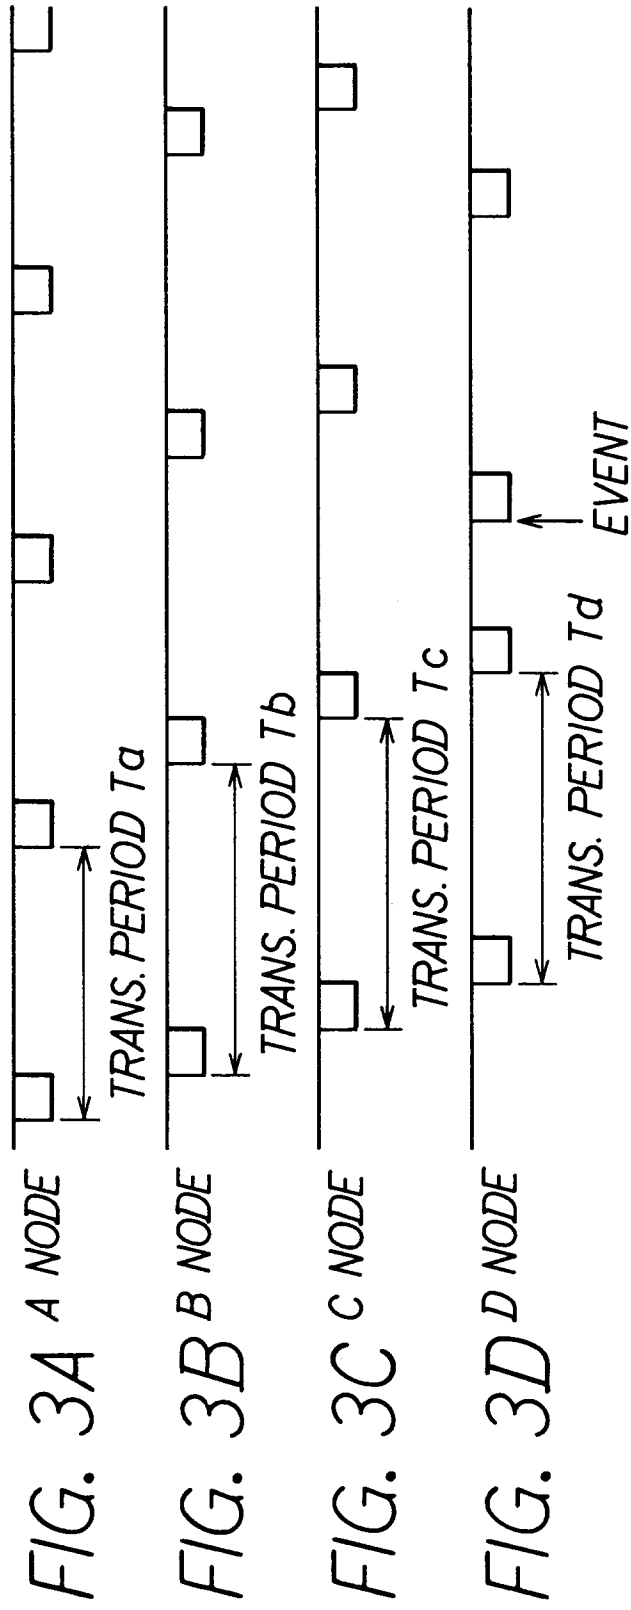 FIG. 3A A NODE
TRANS. PERIOD Ta
FIG. 3B B NODE
TRANS. PERIOD Tb
FIG. 3C C NODE
TRANS. PERIOD Tc
FIG. 3D D NODE
TRANS. PERIOD Td
EVENT